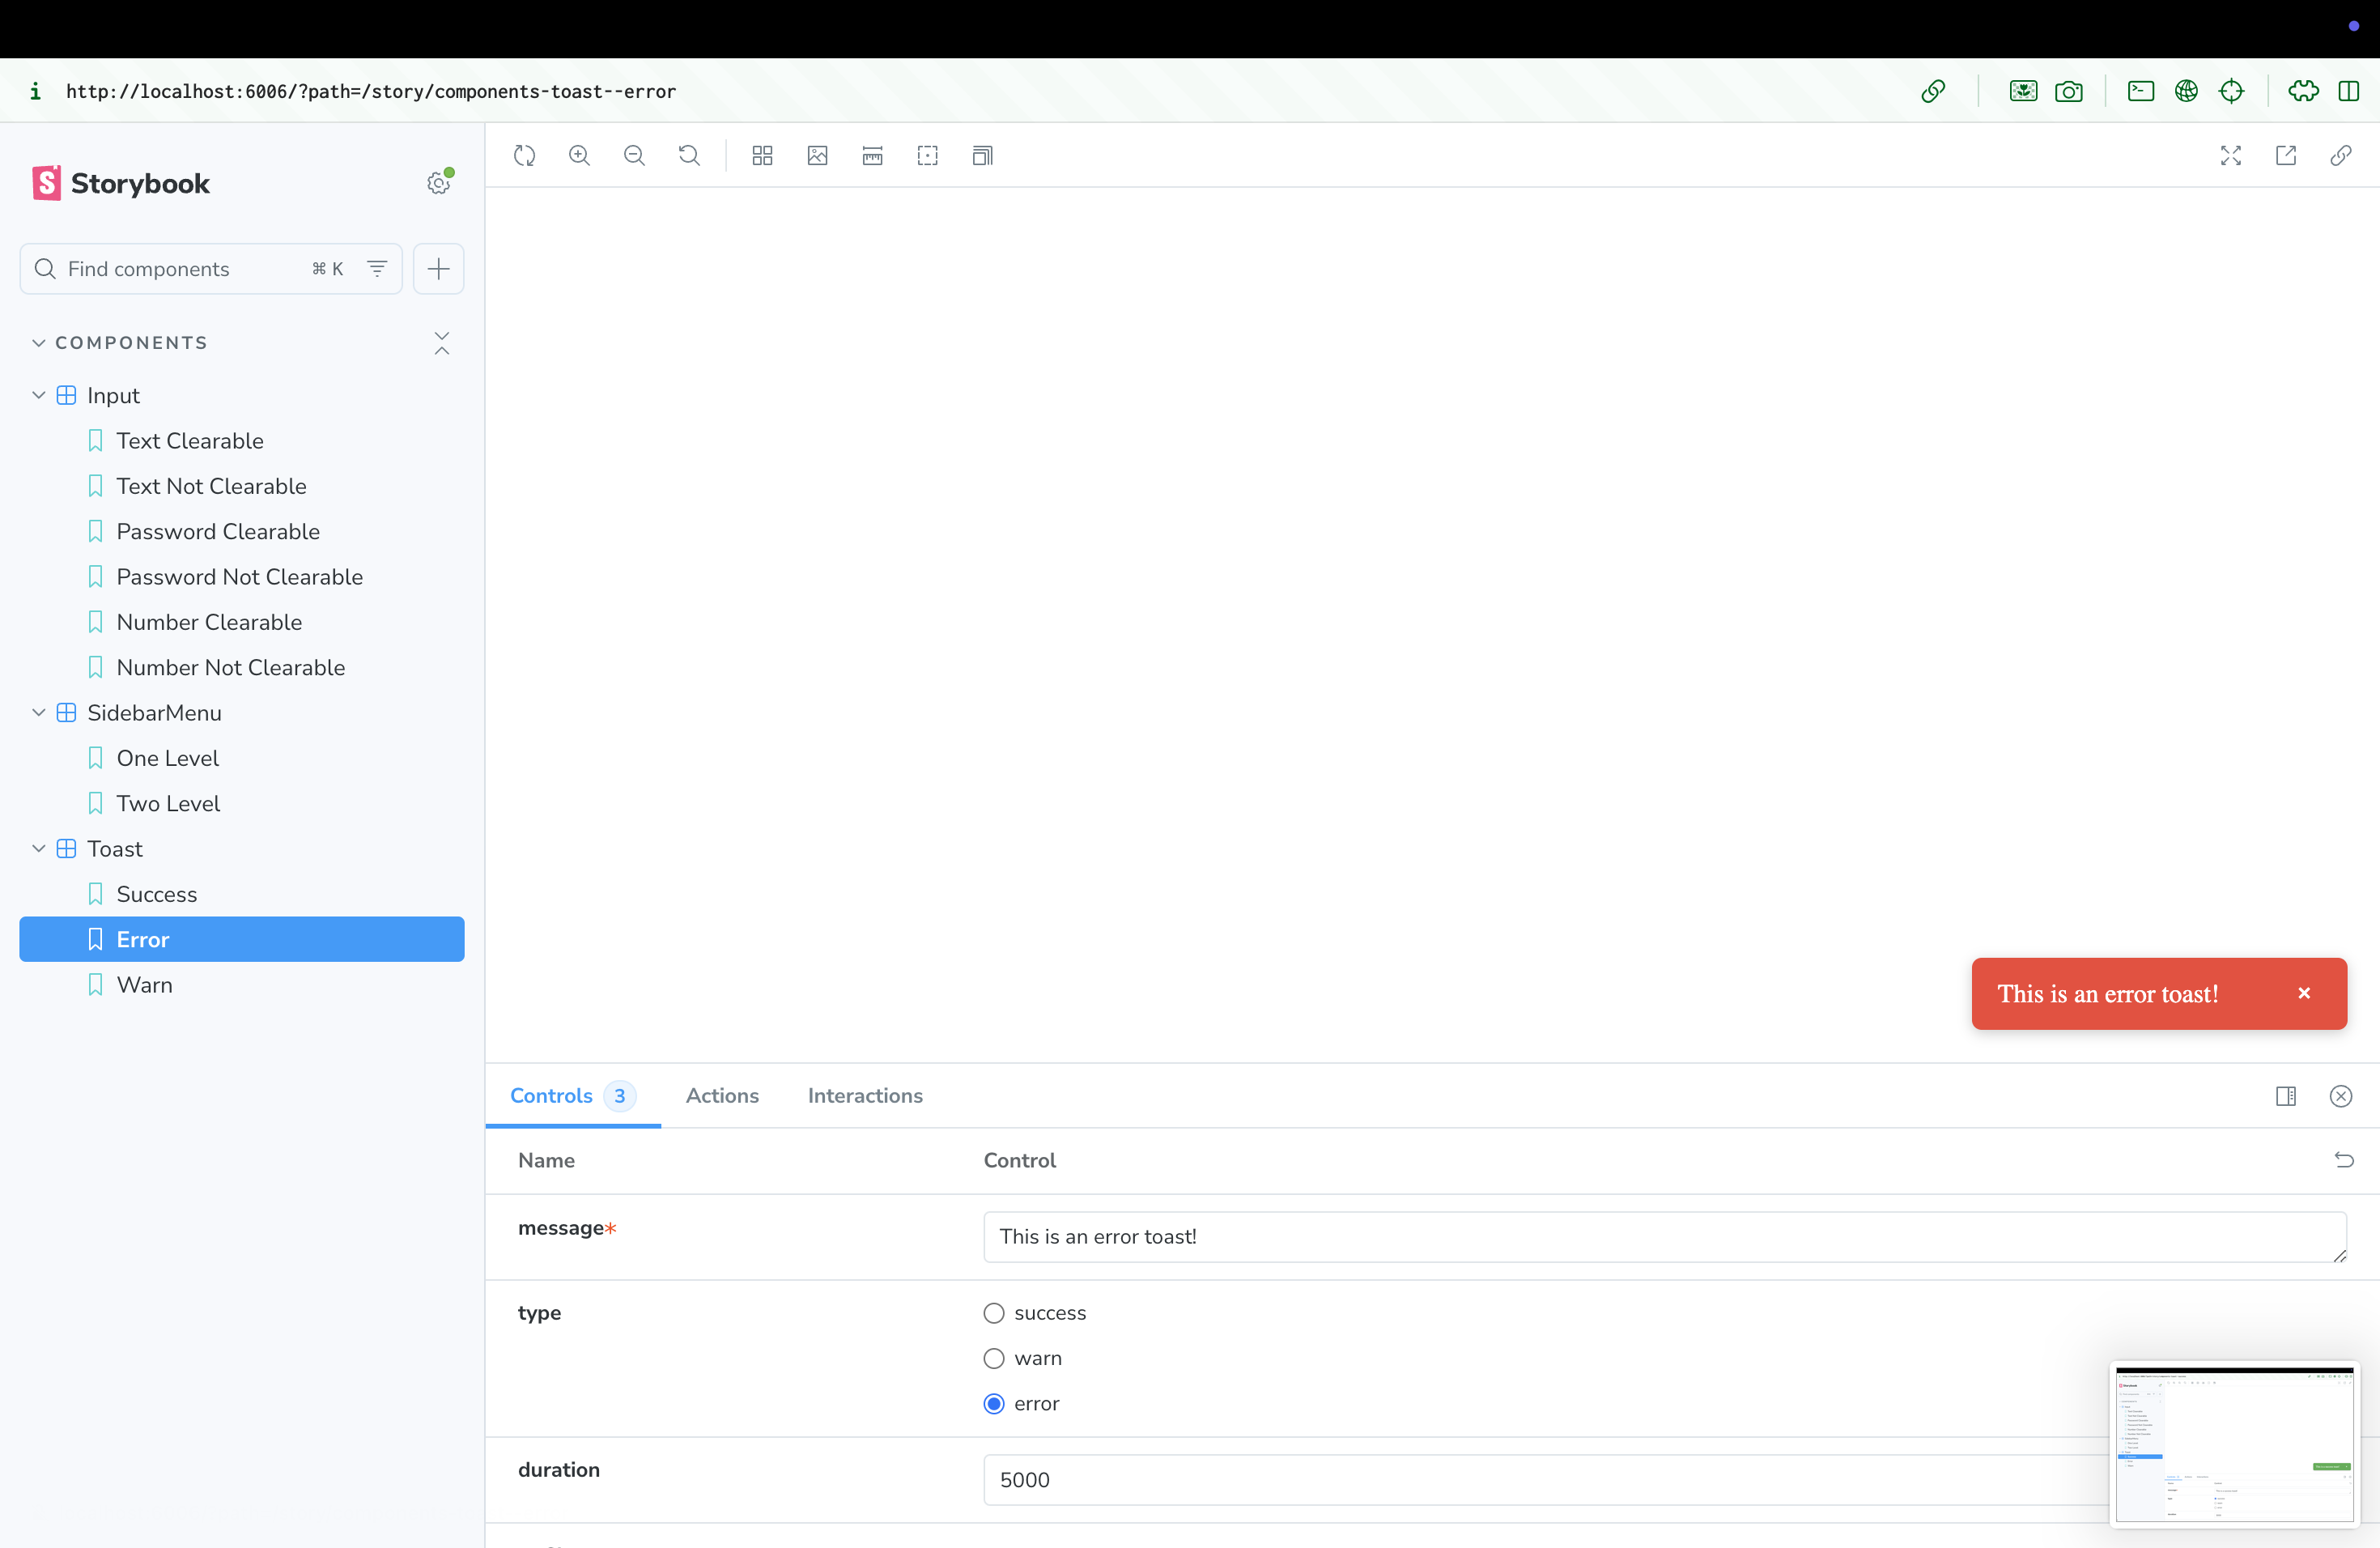 http://localhost:6006/?path=/story/components-toast--error
Storybook
Find components ⌘ K
COMPONENTS
Input
Text Clearable
Text Not Clearable
Password Clearable
Password Not Clearable
Number Clearable
Number Not Clearable
SidebarMenu
One Level
Two Level
Toast
Success
Error
Warn
This is an error toast! ×
Controls 3 Actions Interactions
Name Control
message* This is an error toast!
type success
warn
error
duration 5000